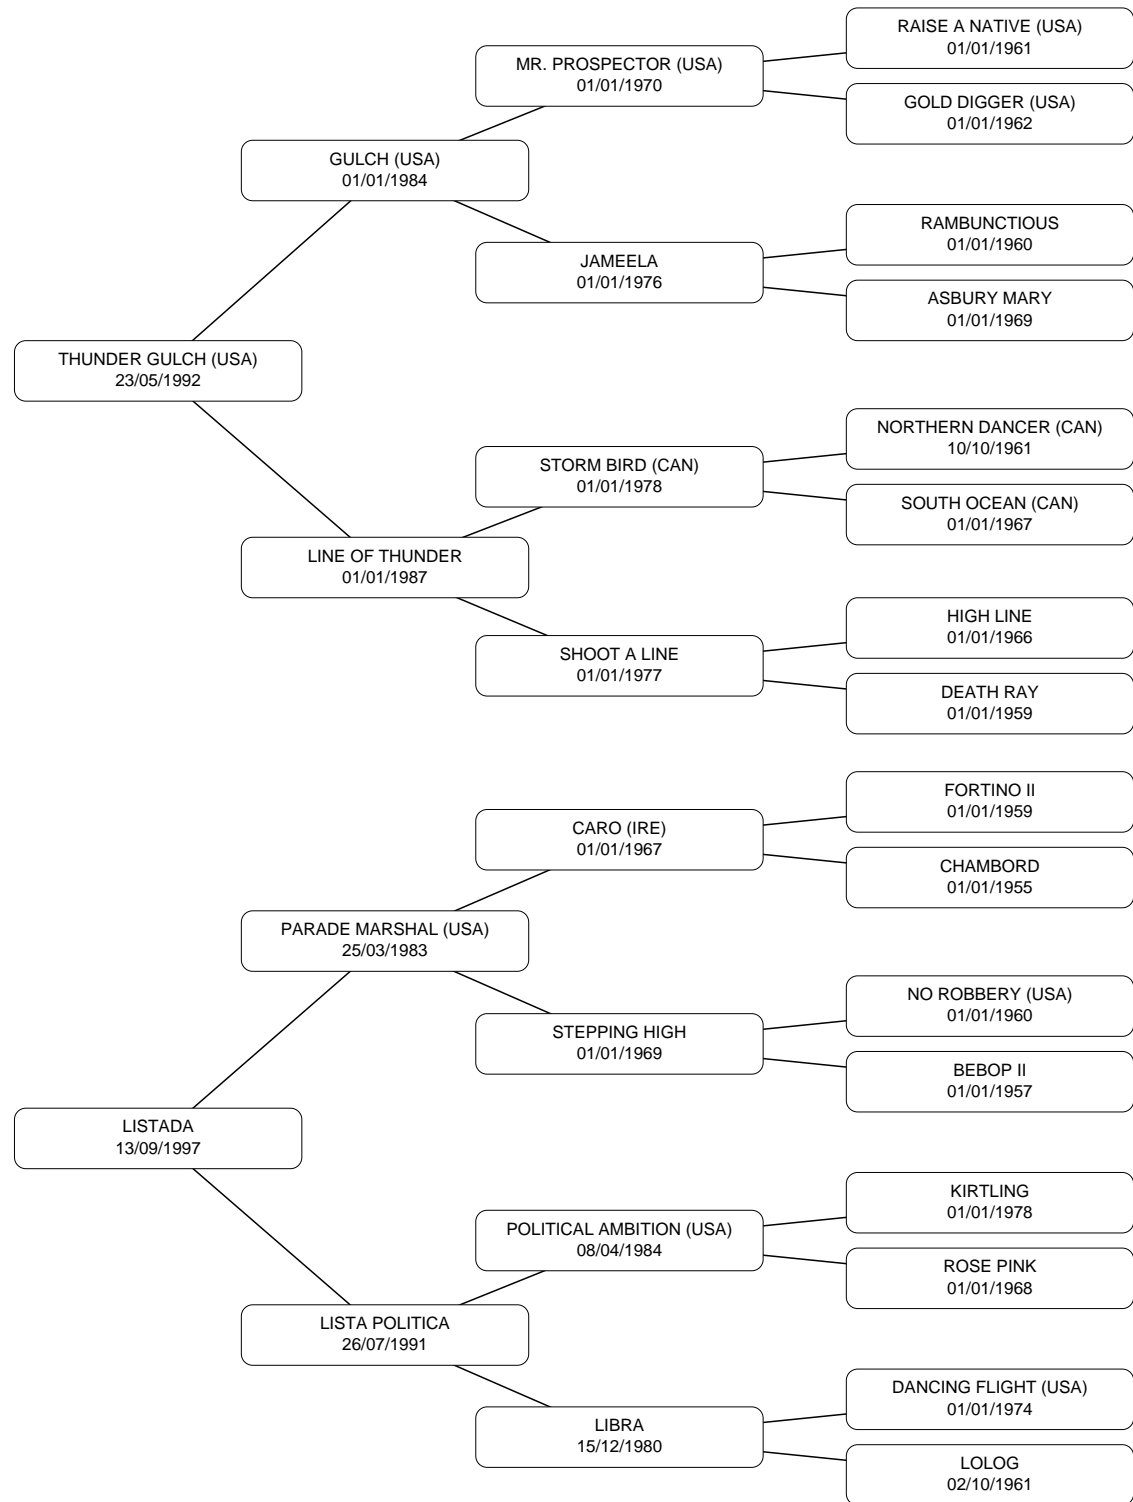 RAISE A NATIVE (USA)
01/01/1961
MR. PROSPECTOR (USA)
01/01/1970
GOLD DIGGER (USA)
01/01/1962
GULCH (USA)
01/01/1984
RAMBUNCTIOUS
01/01/1960
JAMEELA
01/01/1976
ASBURY MARY
01/01/1969
THUNDER GULCH (USA)
23/05/1992
NORTHERN DANCER (CAN)
10/10/1961
STORM BIRD (CAN)
01/01/1978
SOUTH OCEAN (CAN)
01/01/1967
LINE OF THUNDER
01/01/1987
HIGH LINE
01/01/1966
SHOOT A LINE
01/01/1977
DEATH RAY
01/01/1959
FORTINO II
01/01/1959
CARO (IRE)
01/01/1967
CHAMBORD
01/01/1955
PARADE MARSHAL (USA)
25/03/1983
NO ROBBERY (USA)
01/01/1960
STEPPING HIGH
01/01/1969
BEBOP II
01/01/1957
LISTADA
13/09/1997
KIRTLING
01/01/1978
POLITICAL AMBITION (USA)
08/04/1984
ROSE PINK
01/01/1968
LISTA POLITICA
26/07/1991
DANCING FLIGHT (USA)
01/01/1974
LIBRA
15/12/1980
LOLOG
02/10/1961